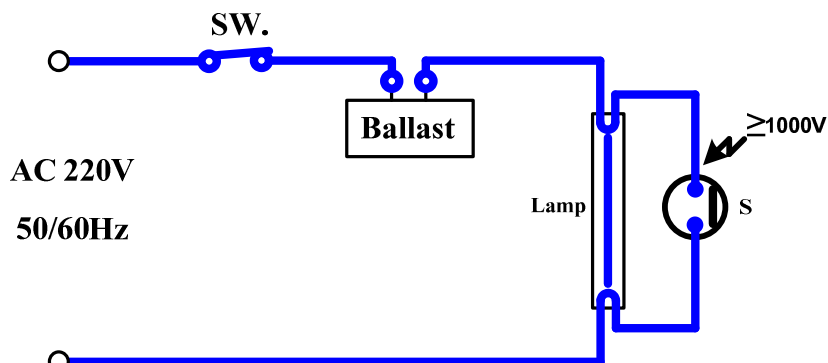 SW.
Ballast
≥1000V
AC 220V
50/60Hz
Lamp
S